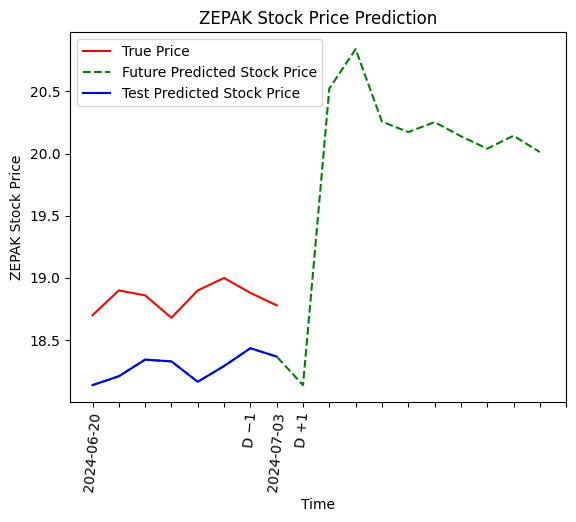 ZEPAK Stock Price Prediction
True Price
Future Predicted Stock Price
Test Predicted Stock Price
ZEPAK Stock Price
20.5
20.0
19.5
19.0
18.5
2024-06-20
D −1
2024-07-03
D +1
Time